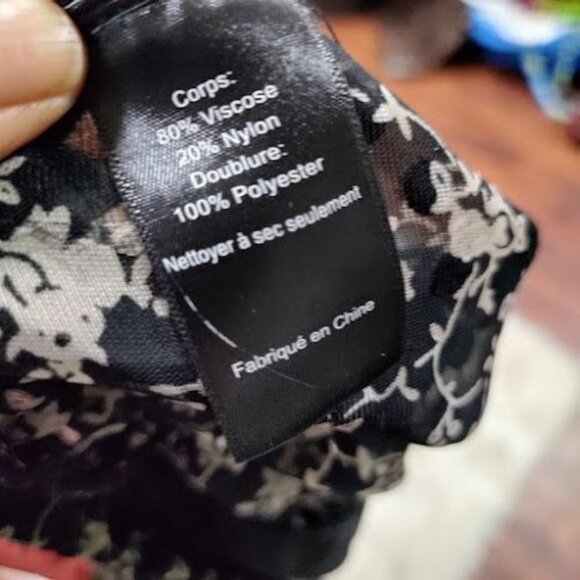 Corps:
80% Viscose
20% Nylon
Doublure:
100% Polyester
Nettoyer à sec seulement
Fabriqué en Chine